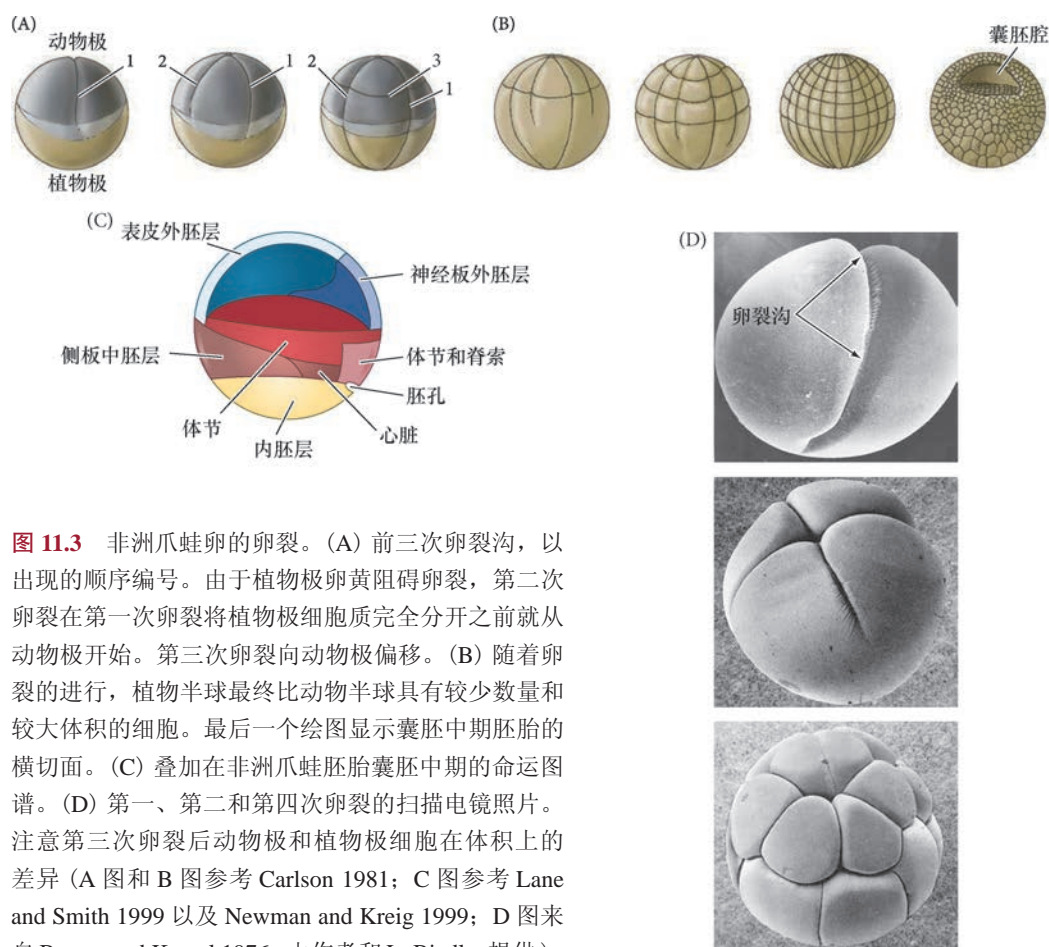 (A)
动物极
1
2
1
2
3
1
植物极
(B)
囊胚腔
(C)
表皮外胚层
神经板外胚层
侧板中胚层
体节和脊索
胚孔
体节
心脏
内胚层
(D)
卵裂沟
图 11.3 非洲爪蛙卵的卵裂。(A) 前三次卵裂沟，以
出现的顺序编号。由于植物极卵黄阻碍卵裂，第二次
卵裂在第一次卵裂将植物极细胞质完全分开之前就从
动物极开始。第三次卵裂向动物极偏移。(B) 随着卵
裂的进行，植物半球最终比动物半球具有较少数量和
较大体积的细胞。最后一个绘图显示囊胚中期胚胎的
横切面。(C) 叠加在非洲爪蛙胚胎囊胚中期的命运图
谱。(D) 第一、第二和第四次卵裂的扫描电镜照片。
注意第三次卵裂后动物极和植物极细胞在体积上的
差异 (A 图和 B 图参考 Carlson 1981；C 图参考 Lane
and Smith 1999 以及 Newman and Kreig 1999；D 图来